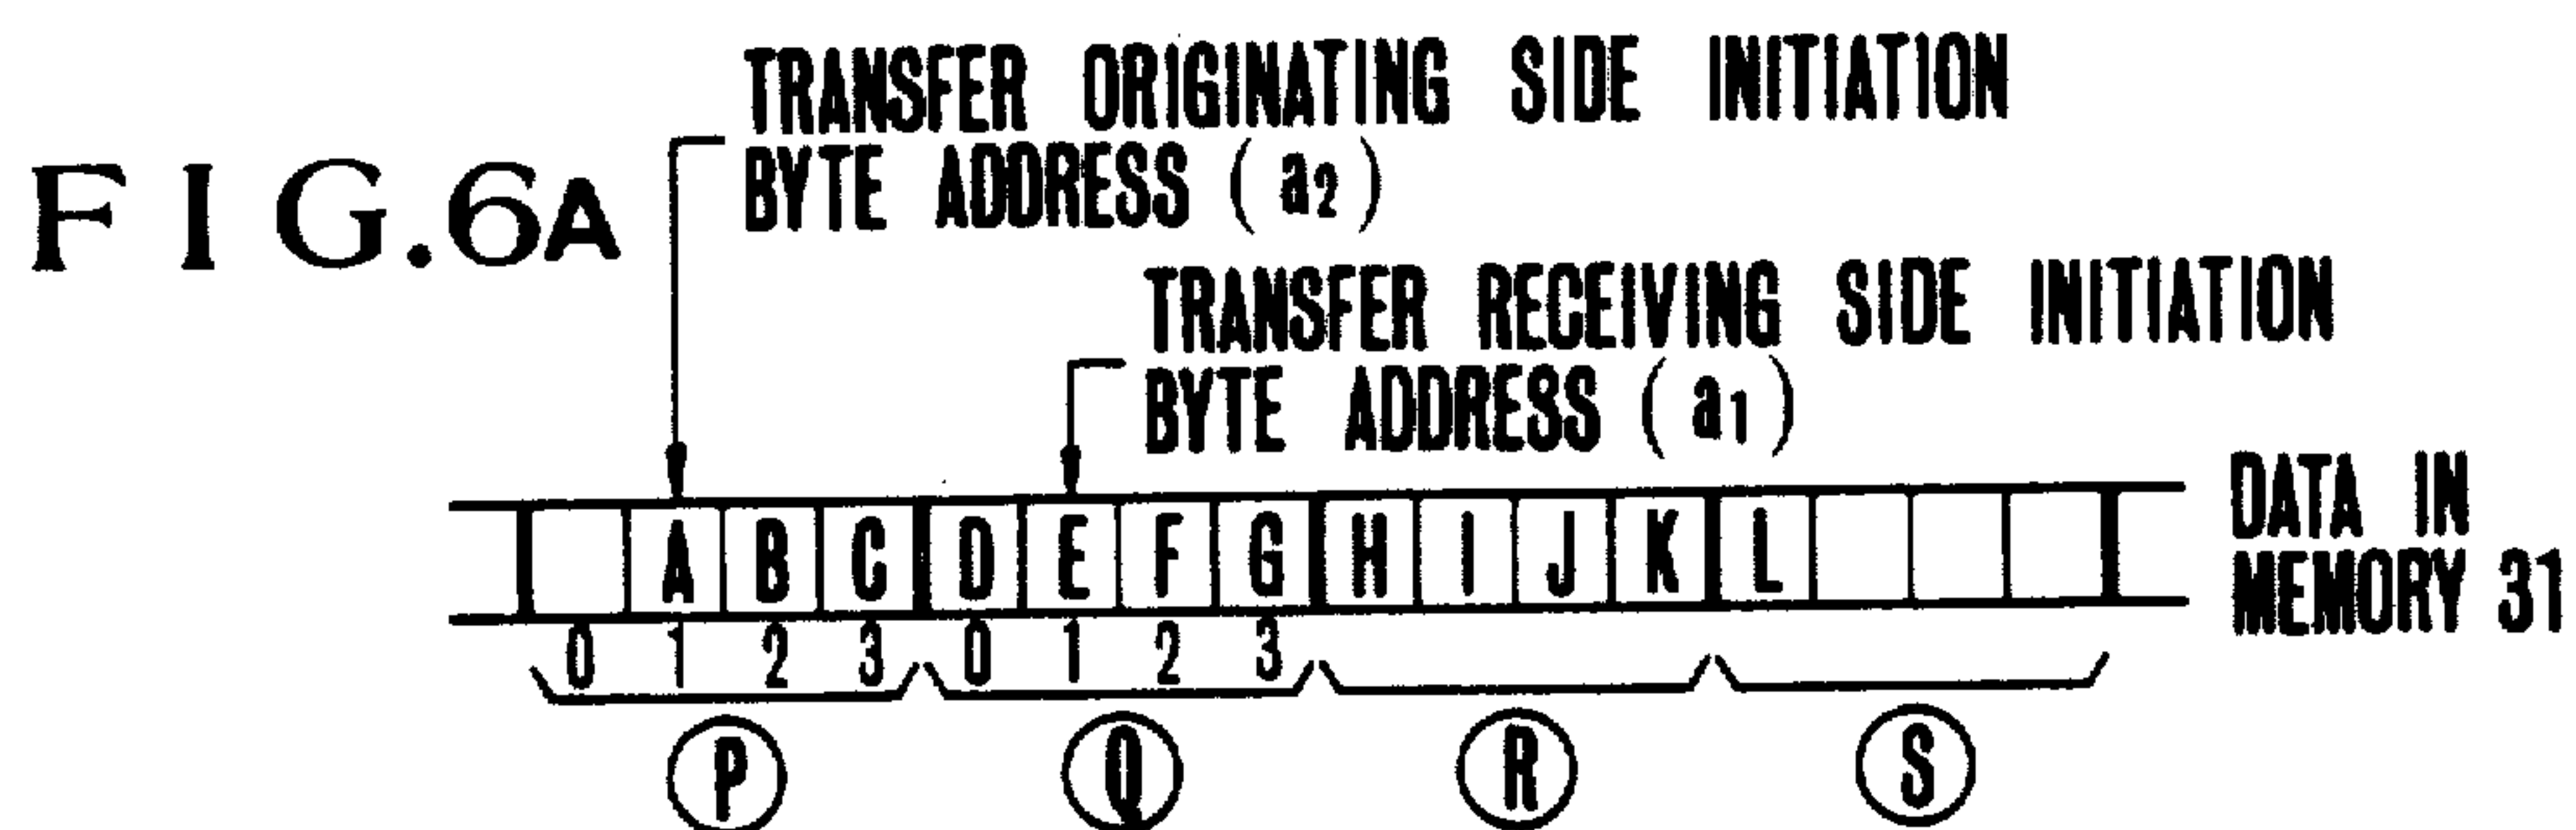 TRANSFER ORIGINATING SIDE INITIATION
BYTE ADDRESS (a2)
FIG.6A
TRANSFER RECEIVING SIDE INITIATION
BYTE ADDRESS (a1)
A B C D E F G H I J K L
DATA IN
MEMORY 31
0 1 2 3 0 1 2 3
P Q R S